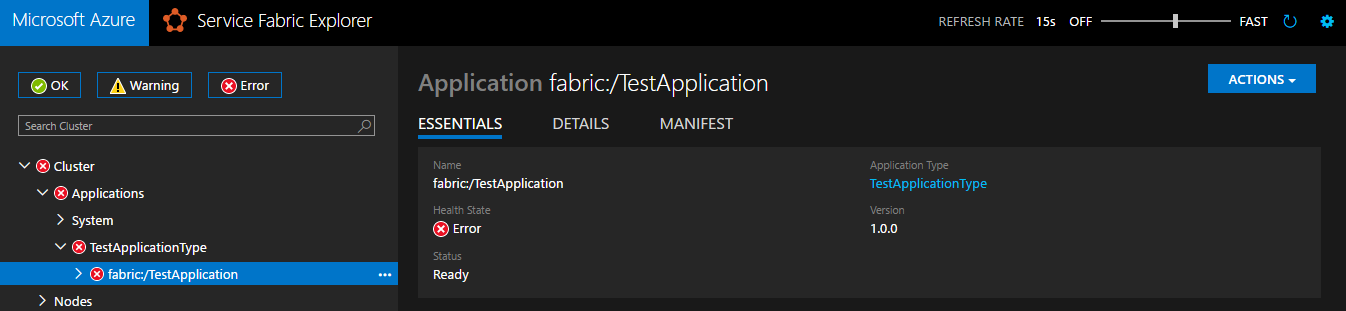 Microsoft Azure Service Fabric Explorer REFRESH RATE 15s OFF FAST
OK Warning Error
Search Cluster
Cluster
Applications
System
TestApplicationType
fabric:/TestApplication
Nodes
Application fabric:/TestApplication ACTIONS
ESSENTIALS DETAILS MANIFEST
Name Application Type
fabric:/TestApplication TestApplicationType
Health State Version
Error 1.0.0
Status
Ready